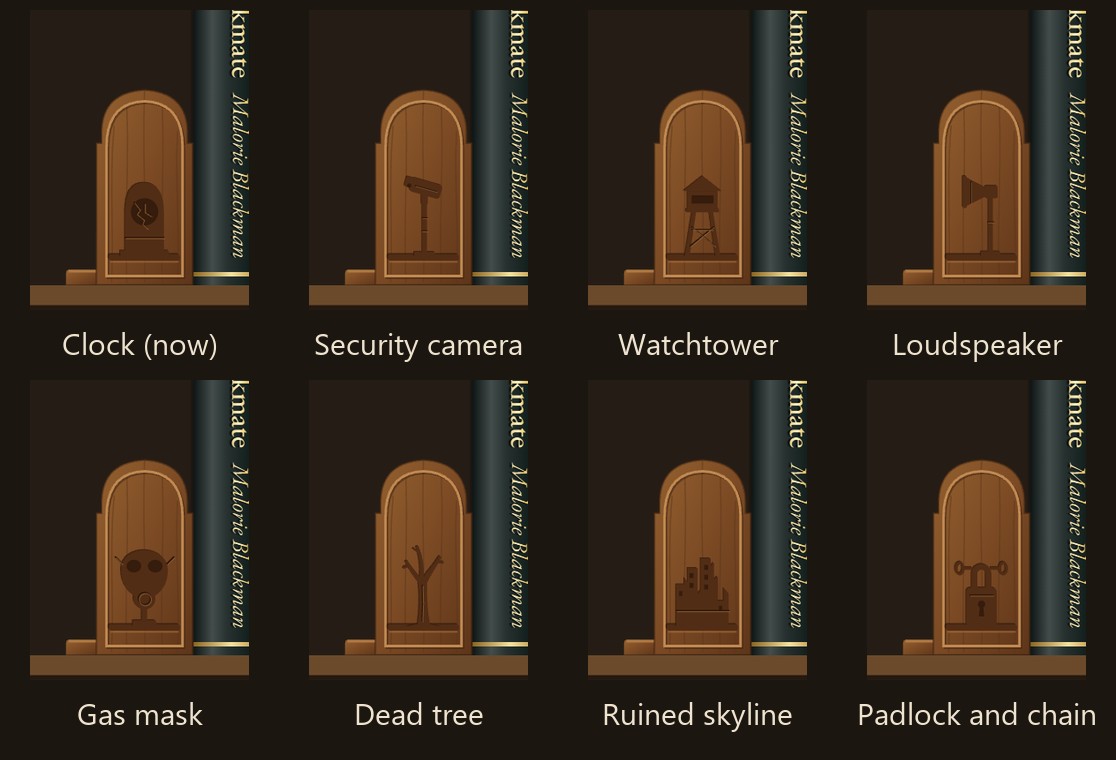 kmate Malorie Blackman
kmate Malorie Blackman
kmate Malorie Blackman
kmate Malorie Blackman
Clock (now)
Security camera
Watchtower
Loudspeaker
kmate Malorie Blackman
kmate Malorie Blackman
kmate Malorie Blackman
kmate Malorie Blackman
Gas mask
Dead tree
Ruined skyline
Padlock and chain